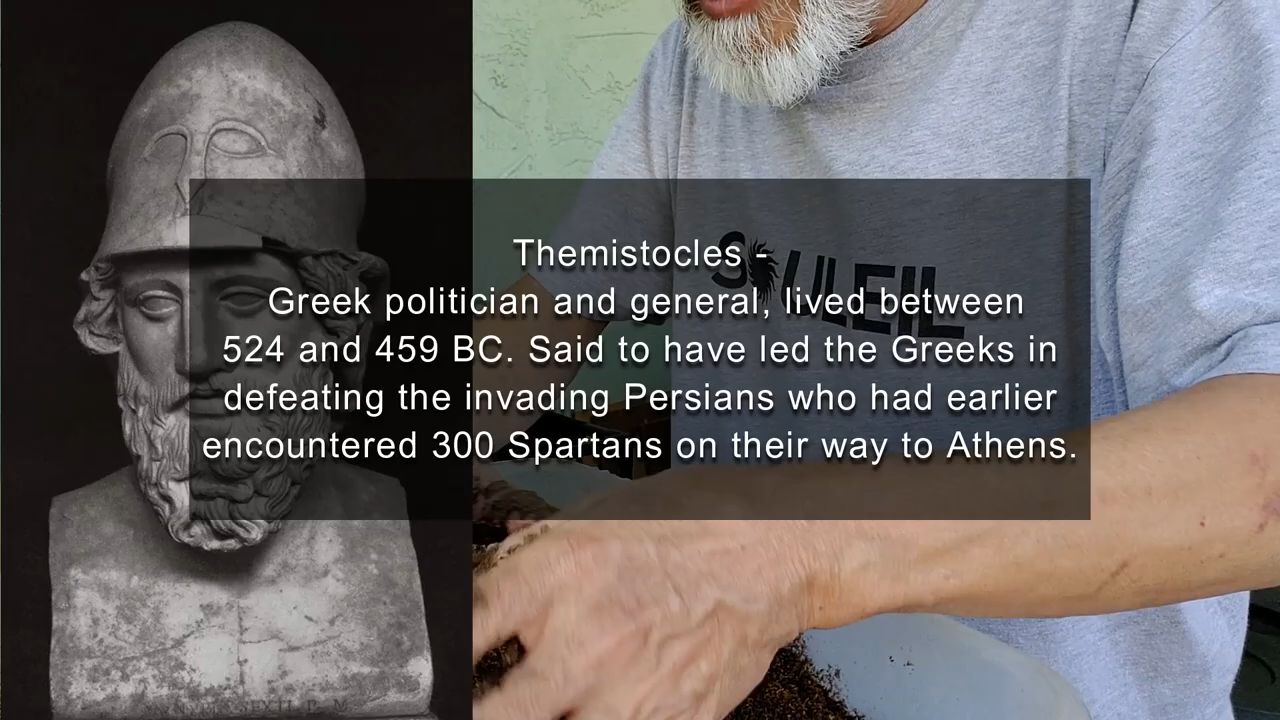 Themistocles -
Greek politician and general, lived between
524 and 459 BC. Said to have led the Greeks in
defeating the invading Persians who had earlier
encountered 300 Spartans on their way to Athens.
SOULEIL